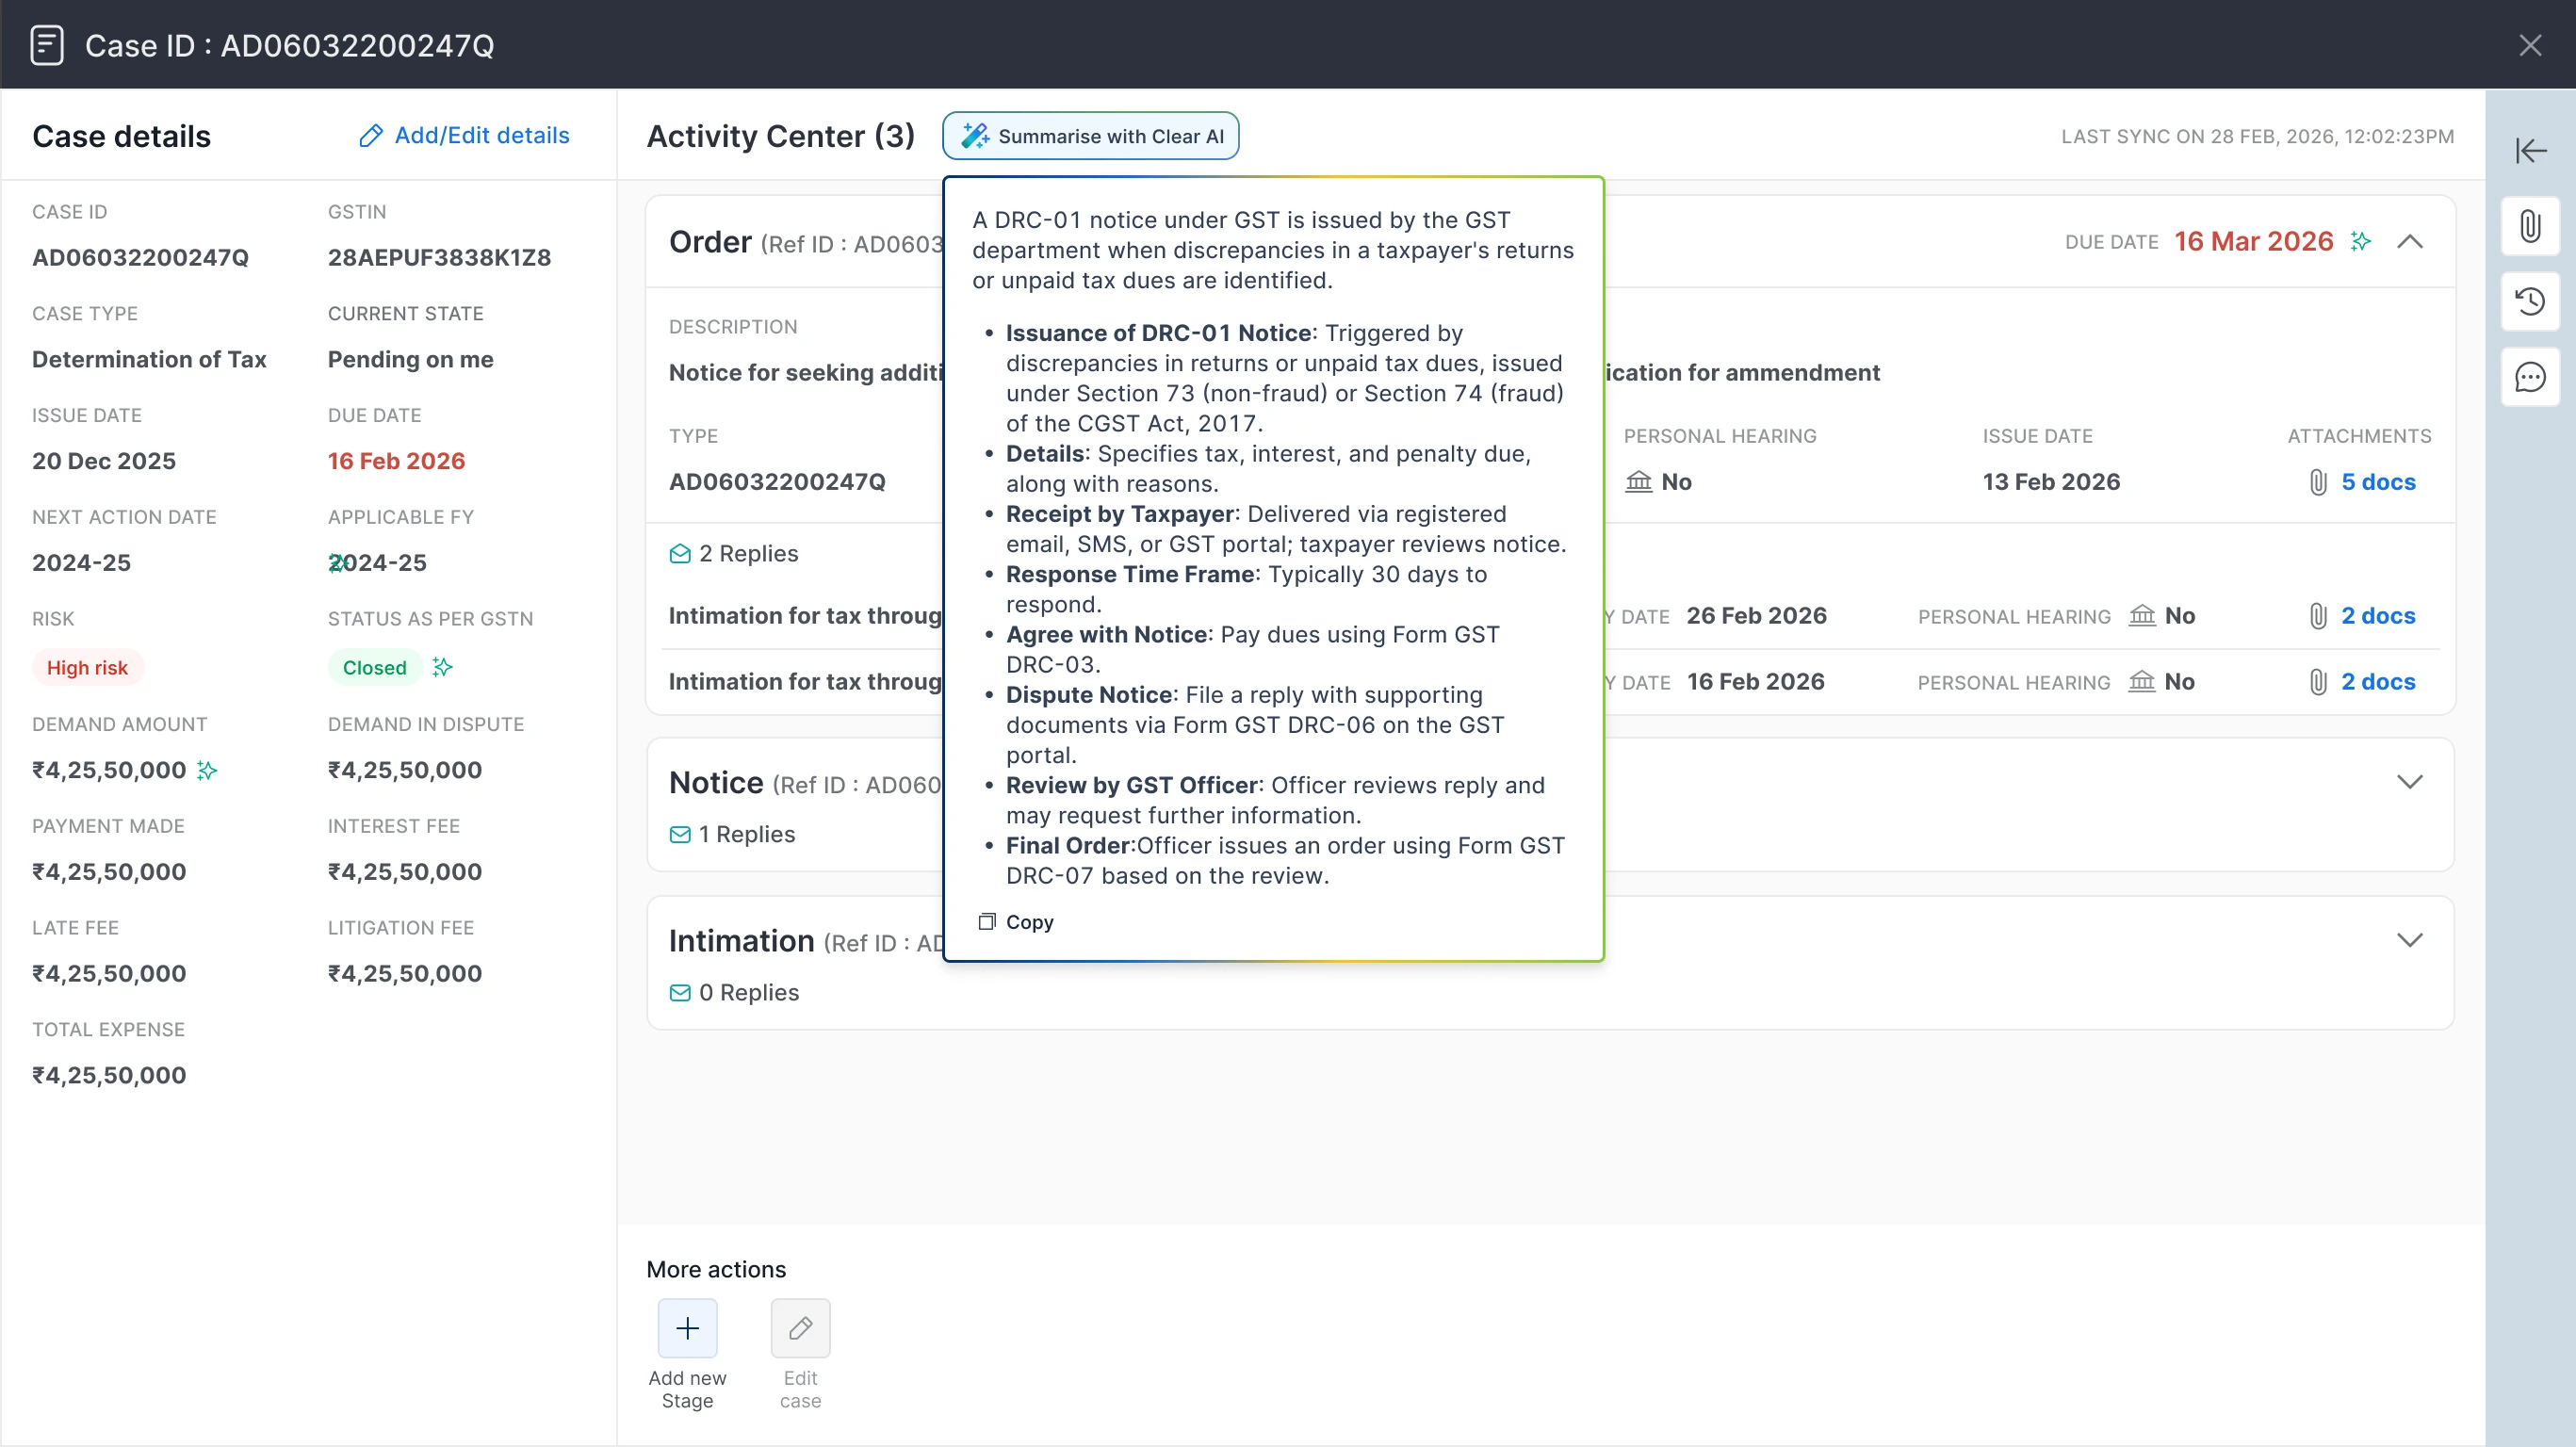 Case ID : AD06032200247Q
Case details
Add/Edit details
CASE ID
GSTIN
AD06032200247Q
28AEPUF3838K1Z8
CASE TYPE
CURRENT STATE
Determination of Tax
Pending on me
ISSUE DATE
DUE DATE
20 Dec 2025
16 Feb 2026
NEXT ACTION DATE
APPLICABLE FY
2024-25
2024-25
RISK
STATUS AS PER GSTN
High risk
Closed
DEMAND AMOUNT
DEMAND IN DISPUTE
₹4,25,50,000
₹4,25,50,000
PAYMENT MADE
INTEREST FEE
₹4,25,50,000
₹4,25,50,000
LATE FEE
LITIGATION FEE
₹4,25,50,000
₹4,25,50,000
TOTAL EXPENSE
₹4,25,50,000
Activity Center (3)
Summarise with Clear AI
LAST SYNC ON 28 FEB, 2026, 12:02:23PM
Order (Ref ID : AD0603
DUE DATE 16 Mar 2026
DESCRIPTION
Notice for seeking additi
ication for ammendment
TYPE
PERSONAL HEARING
ISSUE DATE
ATTACHMENTS
AD06032200247Q
No
13 Feb 2026
5 docs
2 Replies
Intimation for tax throug
Y DATE 26 Feb 2026
PERSONAL HEARING No
2 docs
Intimation for tax throug
Y DATE 16 Feb 2026
PERSONAL HEARING No
2 docs
Notice (Ref ID : AD060
1 Replies
Intimation (Ref ID : AD
0 Replies
A DRC-01 notice under GST is issued by the GST
department when discrepancies in a taxpayer's returns
or unpaid tax dues are identified.
• Issuance of DRC-01 Notice: Triggered by
discrepancies in returns or unpaid tax dues, issued
under Section 73 (non-fraud) or Section 74 (fraud)
of the CGST Act, 2017.
• Details: Specifies tax, interest, and penalty due,
along with reasons.
• Receipt by Taxpayer: Delivered via registered
email, SMS, or GST portal; taxpayer reviews notice.
• Response Time Frame: Typically 30 days to
respond.
• Agree with Notice: Pay dues using Form GST
DRC-03.
• Dispute Notice: File a reply with supporting
documents via Form GST DRC-06 on the GST
portal.
• Review by GST Officer: Officer reviews reply and
may request further information.
• Final Order:Officer issues an order using Form GST
DRC-07 based on the review.
Copy
More actions
Add new
Stage
Edit
case